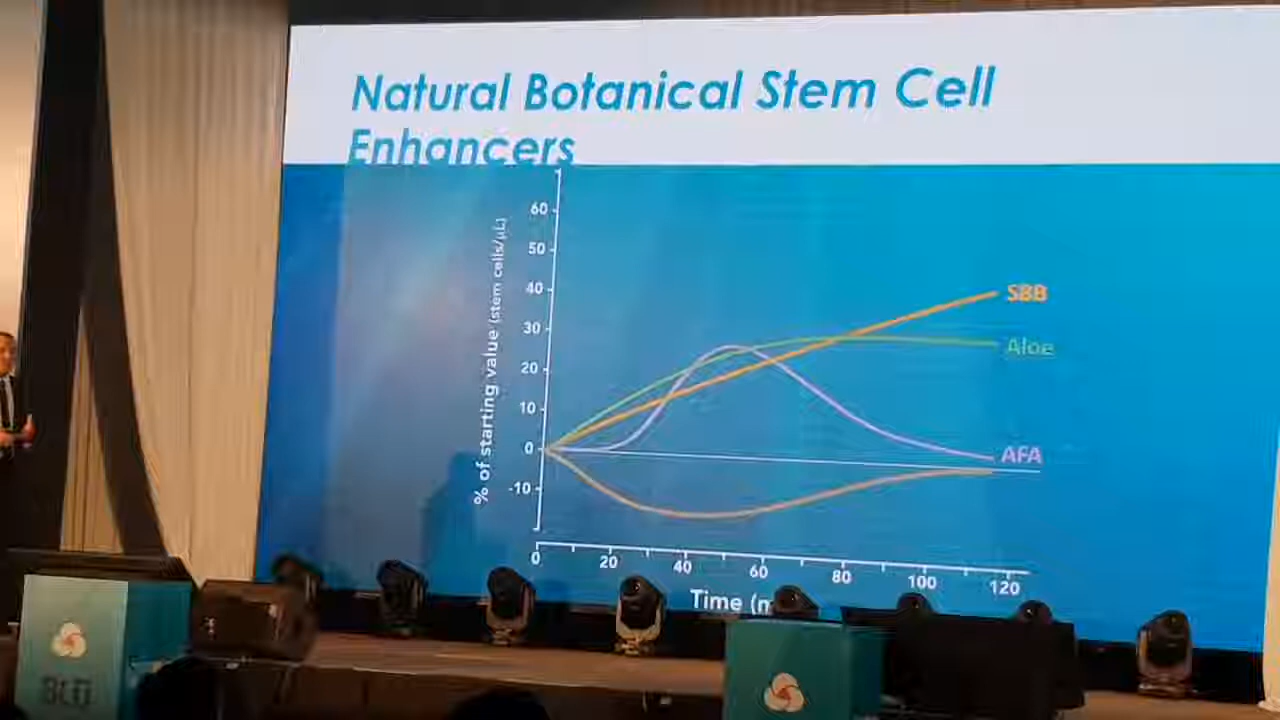 Natural Botanical Stem Cell
Enhancers
% of starting value (stem cells/µL)
60
50
40
30
20
10
0
-10
SBB
Aloe
AFA
0 20 40 60 80 100 120
Time (m